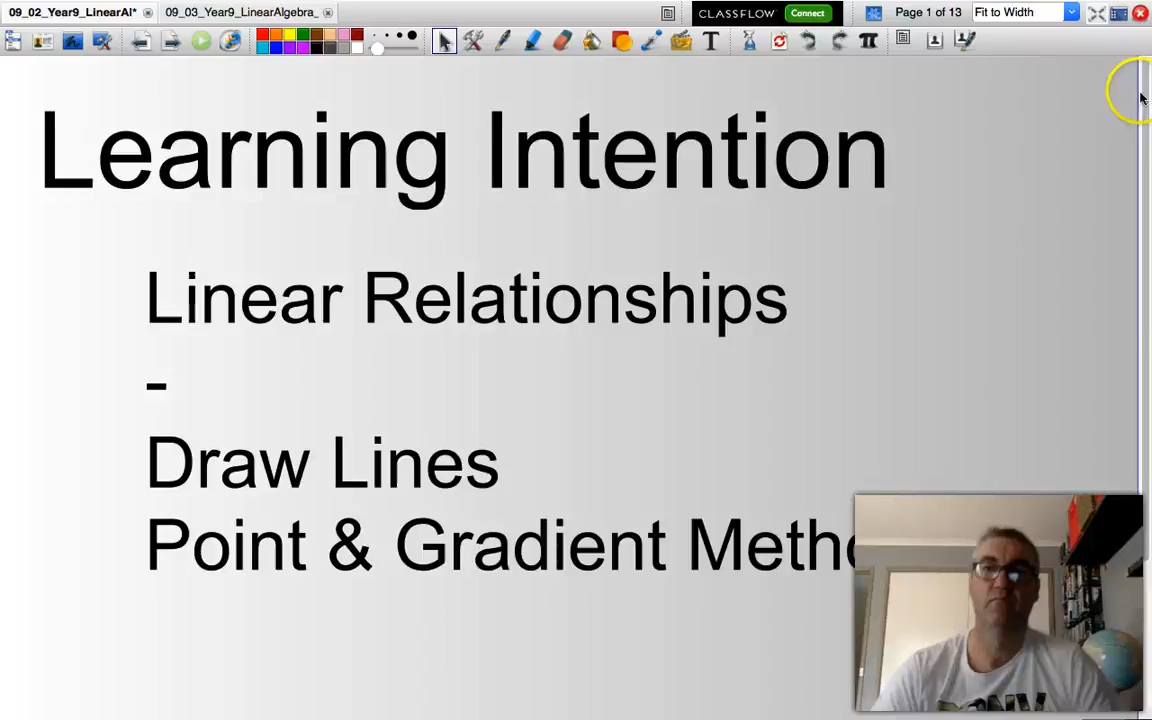 09_02_Year9_LinearAl*
09_03_Year9_LinearAlgebra_
CLASSFLOW Connect
Page 1 of 13
Fit to Width
Learning Intention
Linear Relationships
-
Draw Lines
Point & Gradient Metho